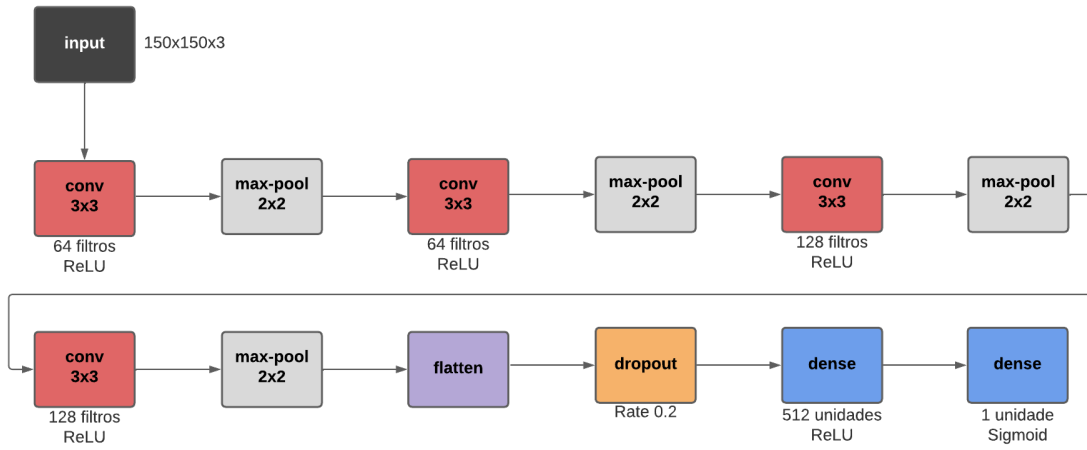 input
150x150x3
conv
3x3
64 filtros
ReLU
max-pool
2x2
conv
3x3
64 filtros
ReLU
max-pool
2x2
conv
3x3
128 filtros
ReLU
max-pool
2x2
conv
3x3
128 filtros
ReLU
max-pool
2x2
flatten
dropout
Rate 0.2
dense
512 unidades
ReLU
dense
1 unidade
Sigmoid